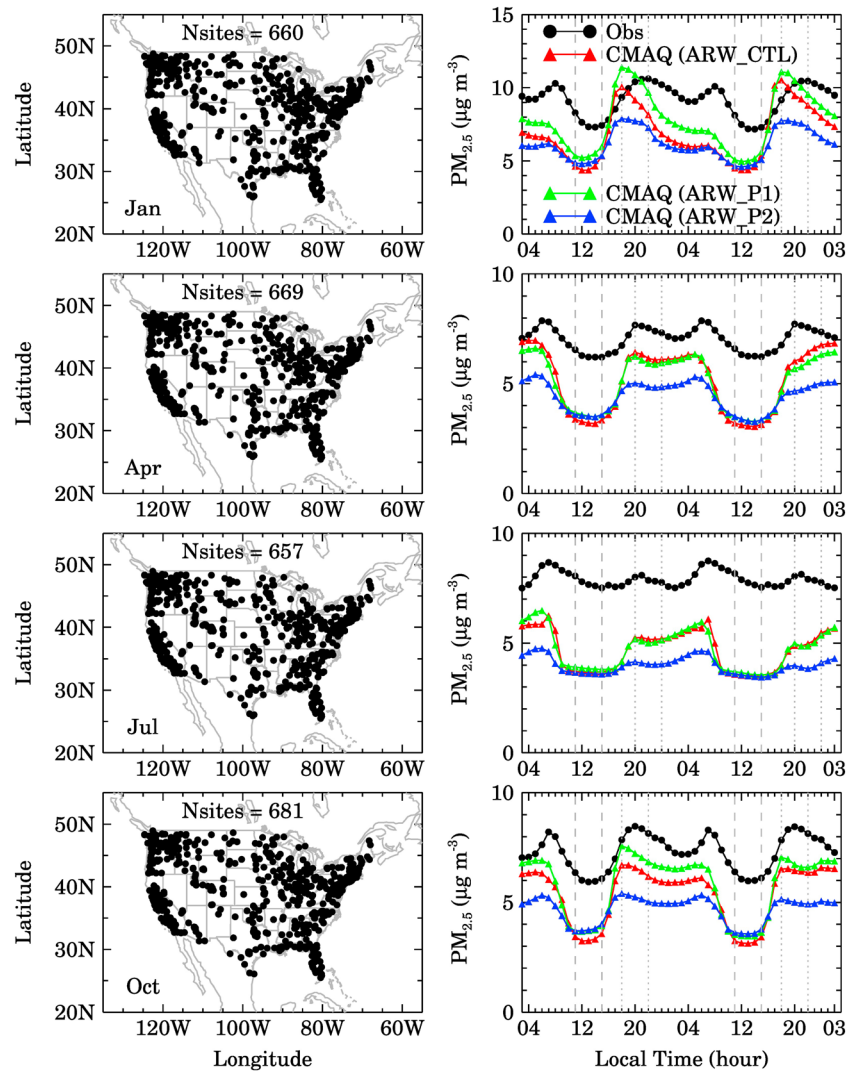 Nsites = 660
50N
40N
30N
20N
Latitude
Jan
120W 100W 80W 60W
15
10
5
0
PM2.5 (μg m-3)
Obs
CMAQ (ARW_CTL)
CMAQ (ARW_P1)
CMAQ (ARW_P2)
04 12 20 04 12 20 03
Nsites = 669
50N
40N
30N
20N
Latitude
Apr
120W 100W 80W 60W
10
5
0
PM2.5 (μg m-3)
04 12 20 04 12 20 03
Nsites = 657
50N
40N
30N
20N
Latitude
Jul
120W 100W 80W 60W
10
5
0
PM2.5 (μg m-3)
04 12 20 04 12 20 03
Nsites = 681
50N
40N
30N
20N
Latitude
Oct
120W 100W 80W 60W
Longitude
10
5
0
PM2.5 (μg m-3)
04 12 20 04 12 20 03
Local Time (hour)